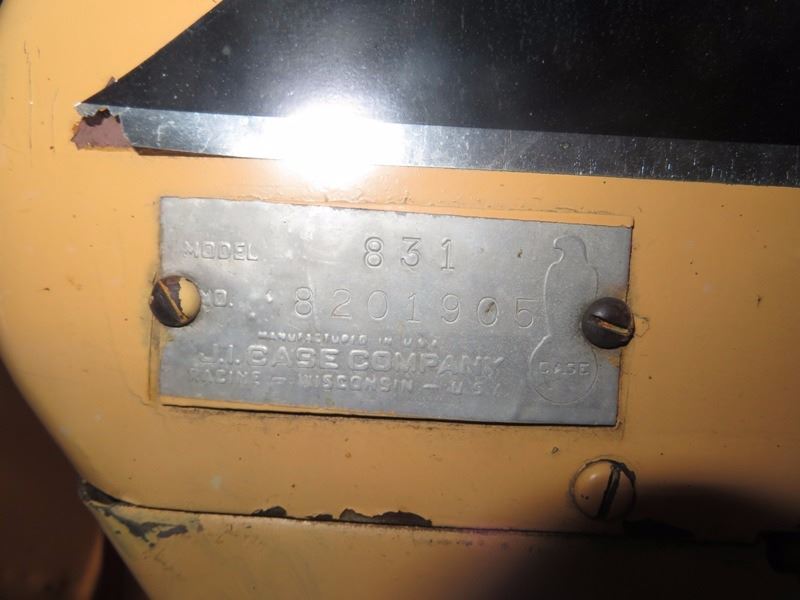 MODEL 831
NO. 8201905
MANUFACTURED IN U.S.A.
J.I. CASE COMPANY
RACINE - WISCONSIN - U.S.A.
CASE